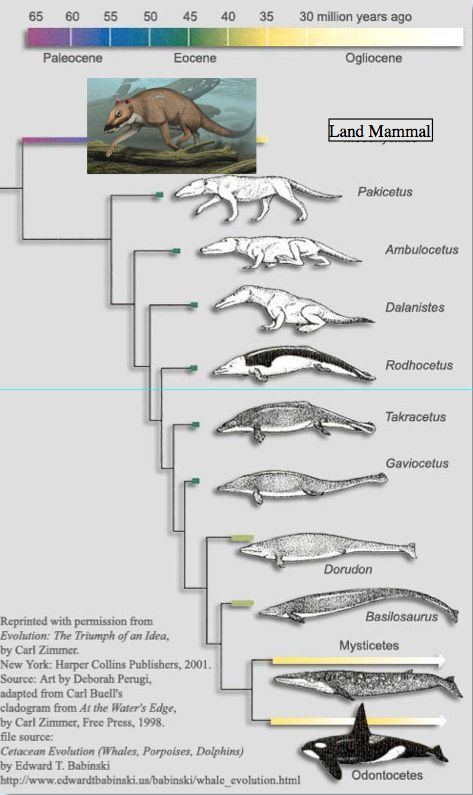 65 60 55 50 45 40 35 30 million years ago
Paleocene Eocene Ogliocene
Land Mammal
Pakicetus
Ambulocetus
Dalanistes
Rodhocetus
Takracetus
Gaviocetus
Dorudon
Basilosaurus
Mysticetes
Odontocetes
Reprinted with permission from
Evolution: The Triumph of an Idea,
by Carl Zimmer.
New York: Harper Collins Publishers, 2001.
Source: Art by Deborah Perugi,
adapted from Carl Buell's
cladogram from At the Water's Edge,
by Carl Zimmer, Free Press, 1998.
file source:
Cetacean Evolution (Whales, Porpoises, Dolphins)
by Edward T. Babinski
http://www.edwardtbabinski.us/babinski/whale_evolution.html